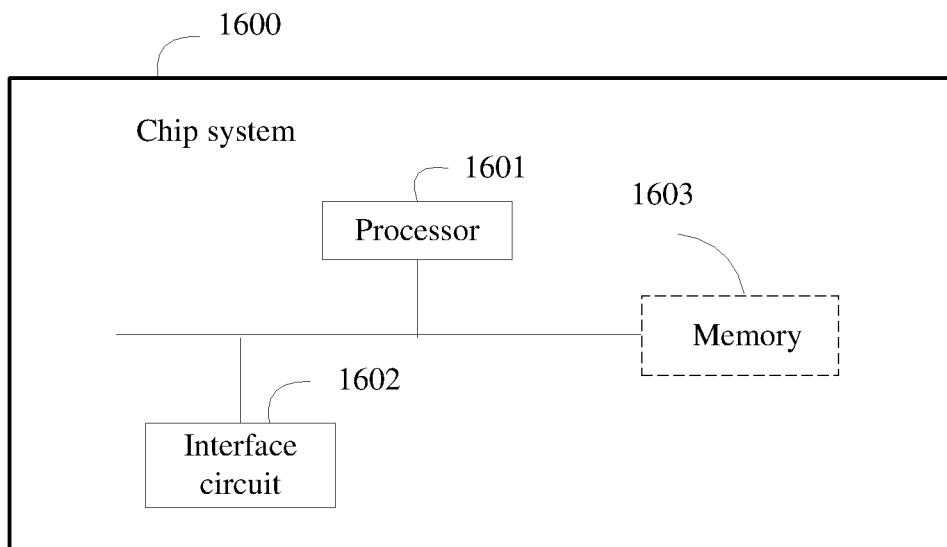 1600
Chip system
1601
Processor
1603
Memory
1602
Interface
circuit